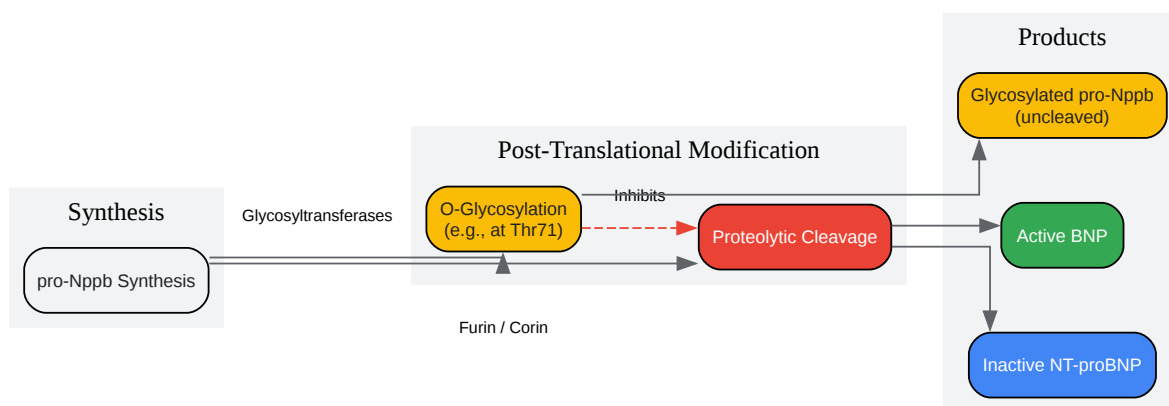 Synthesis
pro-Nppb Synthesis
Glycosyltransferases
Furin / Corin
Post-Translational Modification
O-Glycosylation
(e.g., at Thr71)
Inhibits
Proteolytic Cleavage
Products
Glycosylated pro-Nppb
(uncleaved)
Active BNP
Inactive NT-proBNP